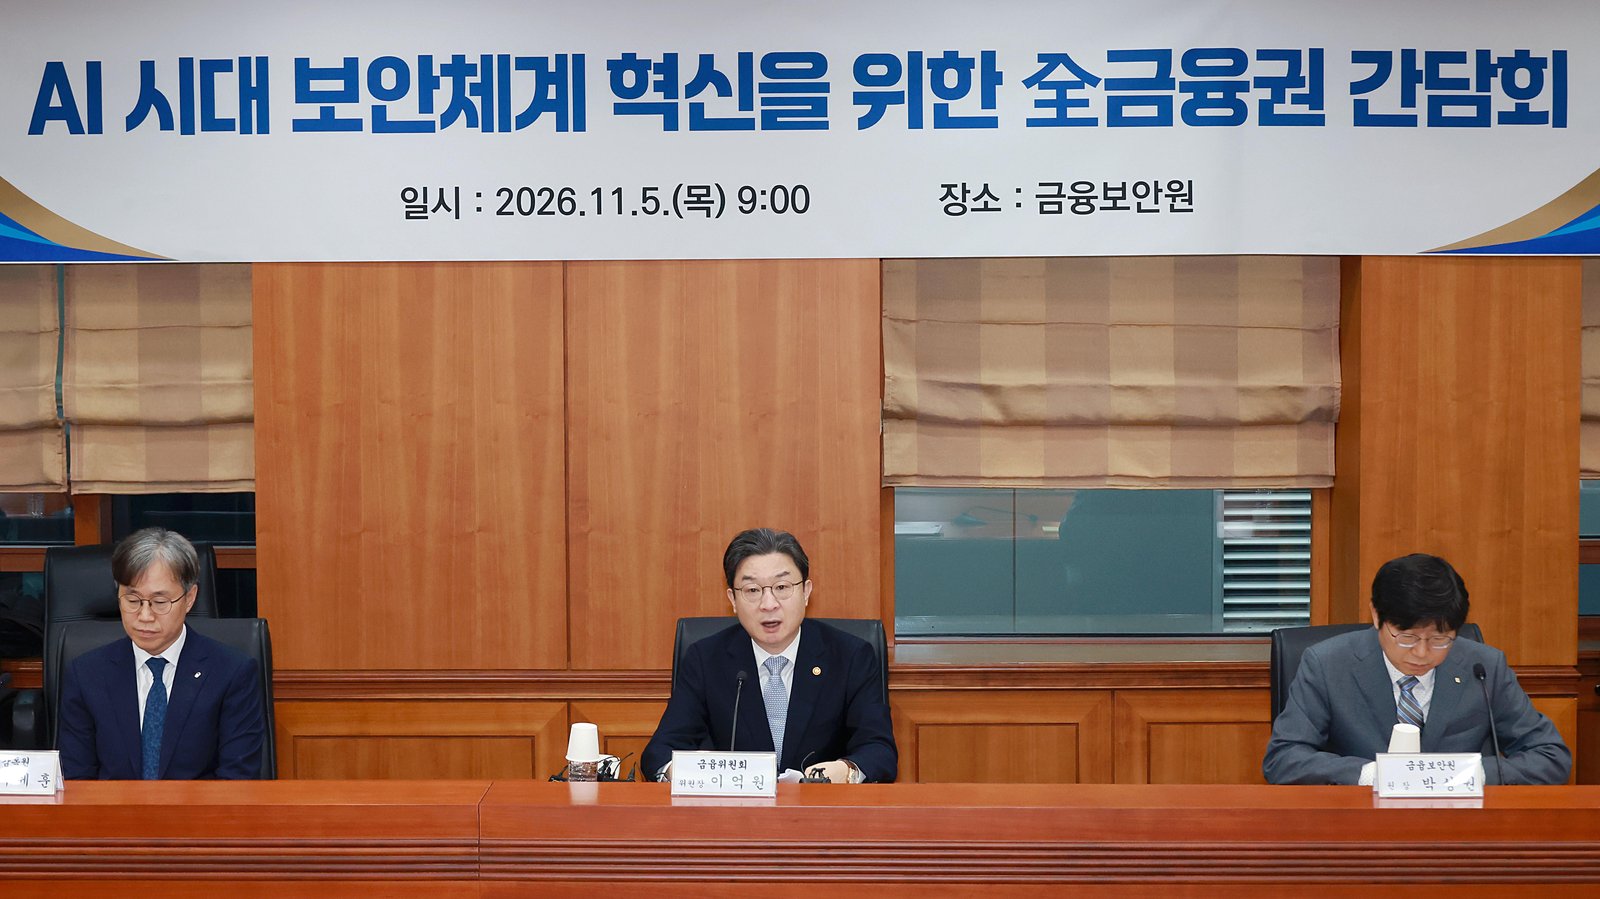 AI 시대 보안체계 혁신을 위한 全금융권 간담회
일시 : 2026.11.5.(목) 9:00
장소 : 금융보안원
세훈
금융위원회
위원장 이억원
금융보안원
원장 박상원